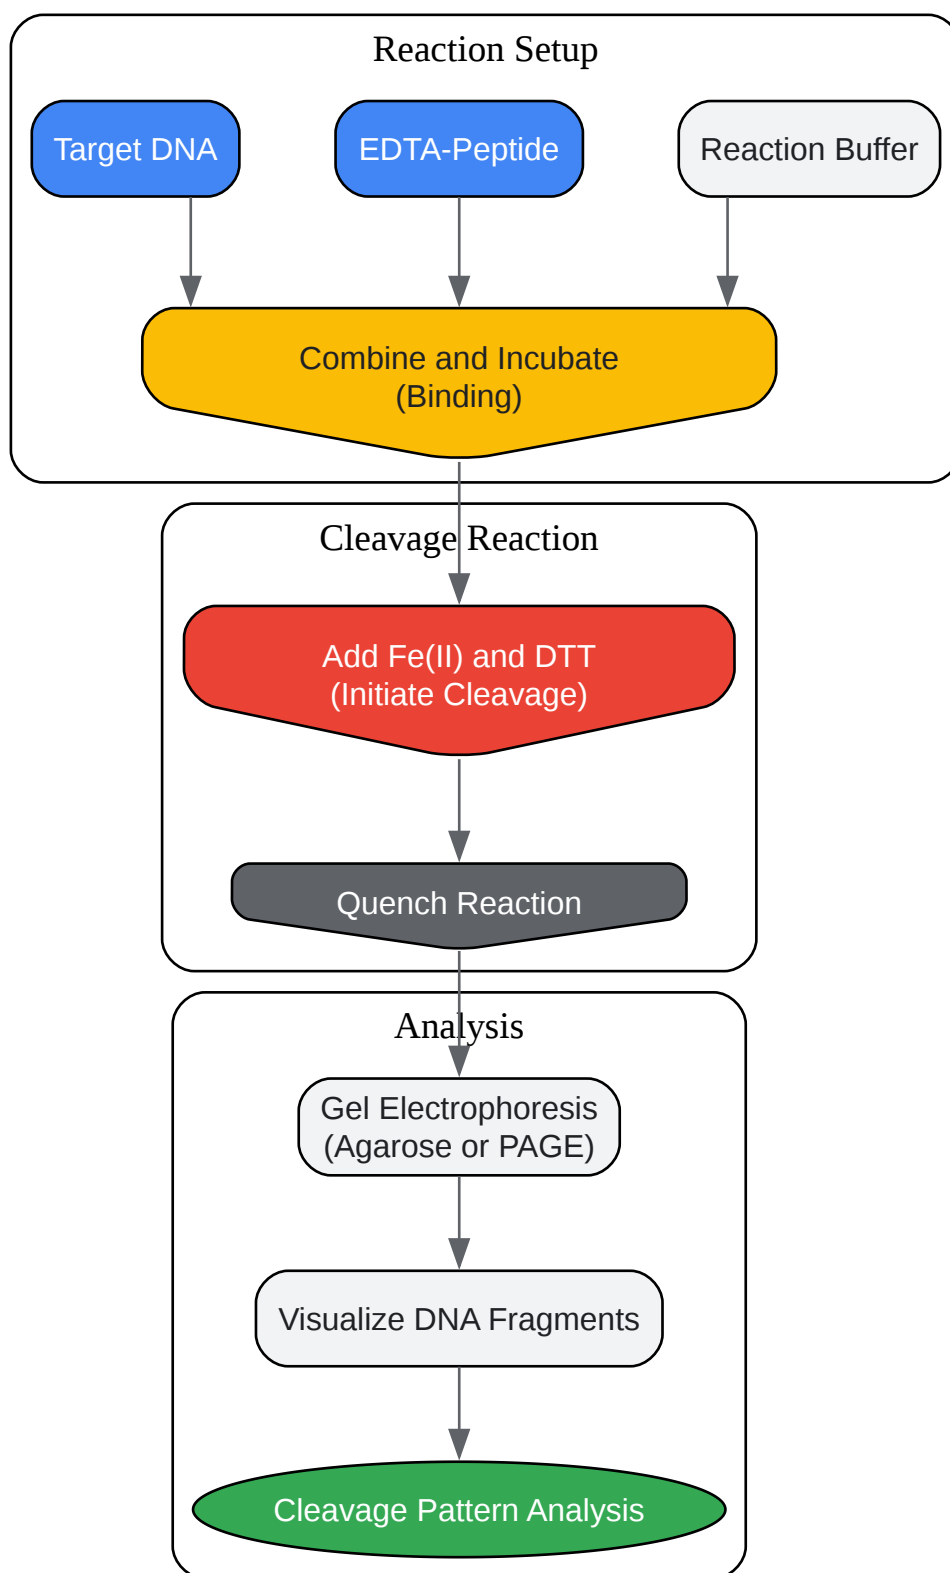 Reaction Setup
Target DNA
EDTA-Peptide
Reaction Buffer
Combine and Incubate
(Binding)
Cleavage Reaction
Add Fe(II) and DTT
(Initiate Cleavage)
Quench Reaction
Analysis
Gel Electrophoresis
(Agarose or PAGE)
Visualize DNA Fragments
Cleavage Pattern Analysis